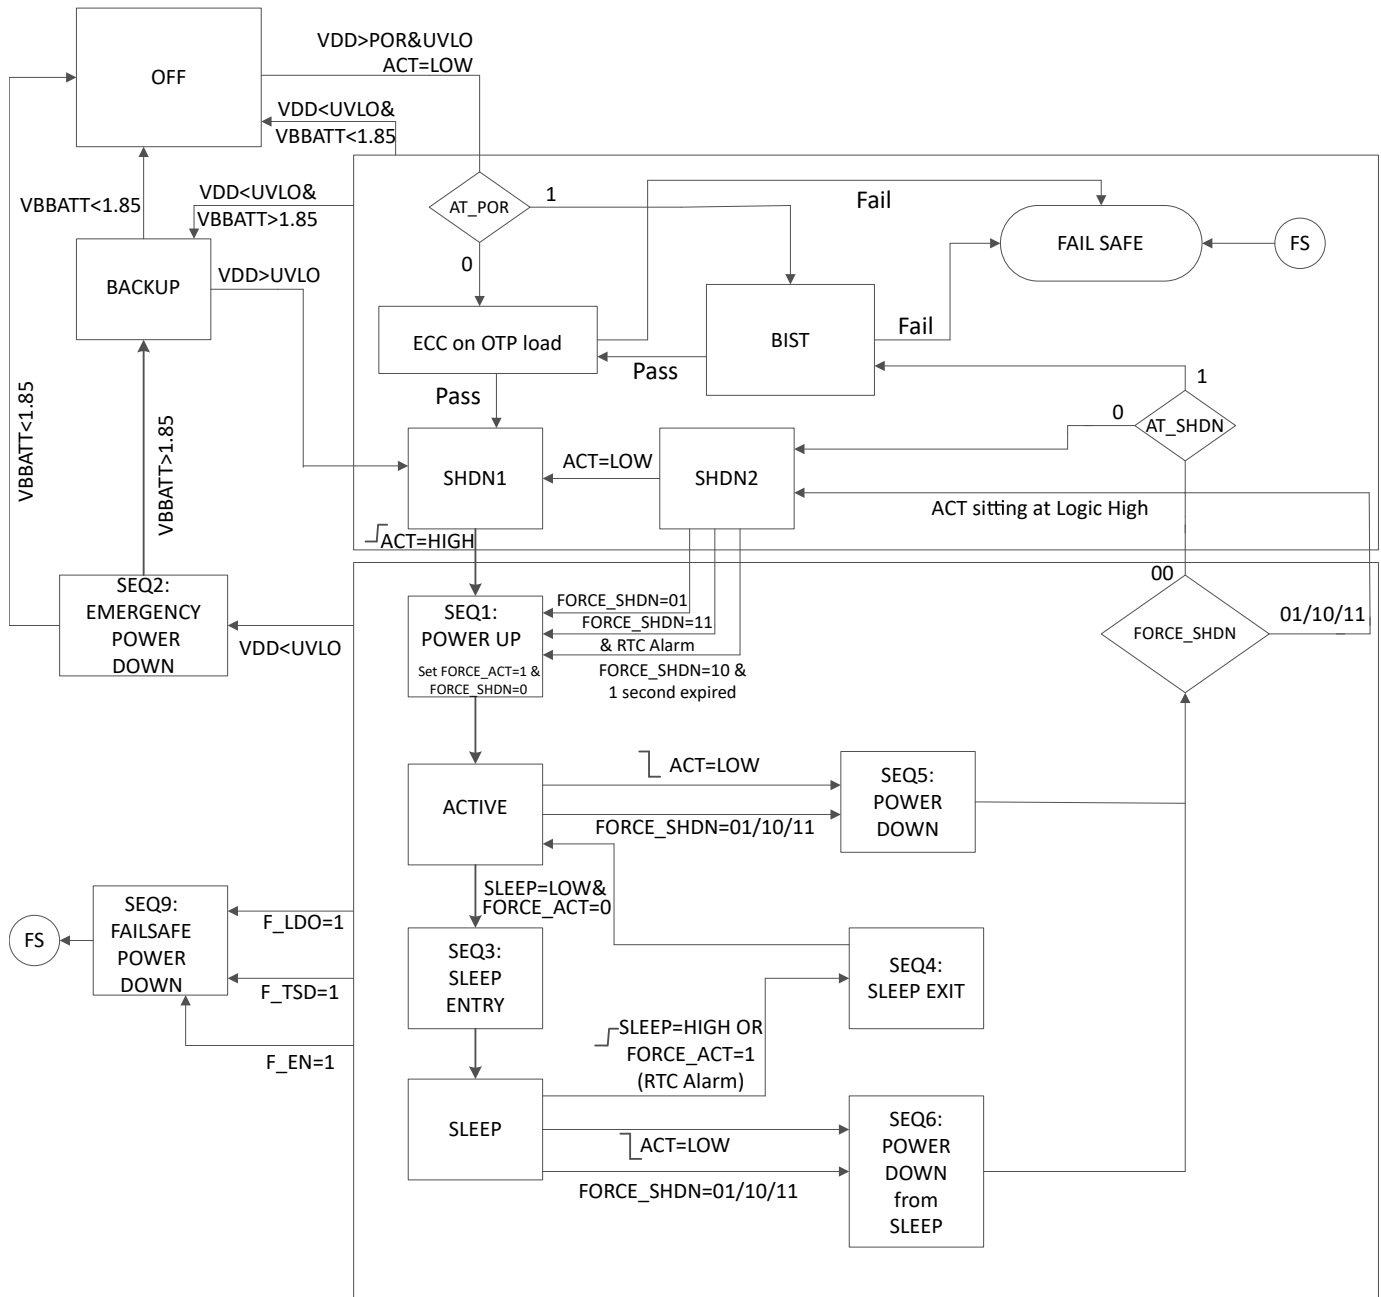 OFF
VDD>POR&UVLO
ACT=LOW
VDD<UVLO&
VBBATT<1.85
VBBATT<1.85
VDD<UVLO&
VBBATT>1.85
AT_POR
1
0
Fail
FAIL SAFE
FS
BACKUP
VDD>UVLO
ECC on OTP load
BIST
Fail
Pass
Pass
VBBATT<1.85
VBBATT>1.85
1
0
AT_SHDN
SHDN1
ACT=LOW
SHDN2
ACT sitting at Logic High
ACT=HIGH
SEQ2:
EMERGENCY
POWER
DOWN
VDD<UVLO
SEQ1:
POWER UP
Set FORCE_ACT=1 &
FORCE_SHDN=0
FORCE_SHDN=01
FORCE_SHDN=11
& RTC Alarm
FORCE_SHDN=10 &
1 second expired
00
FORCE_SHDN
01/10/11
ACTIVE
ACT=LOW
FORCE_SHDN=01/10/11
SEQ5:
POWER
DOWN
SLEEP=LOW&
FORCE_ACT=0
SEQ9:
FAILSAFE
POWER
DOWN
FS
F_LDO=1
F_TSD=1
F_EN=1
SEQ3:
SLEEP
ENTRY
SEQ4:
SLEEP EXIT
SLEEP=HIGH OR
FORCE_ACT=1
(RTC Alarm)
SLEEP
ACT=LOW
FORCE_SHDN=01/10/11
SEQ6:
POWER
DOWN
from
SLEEP